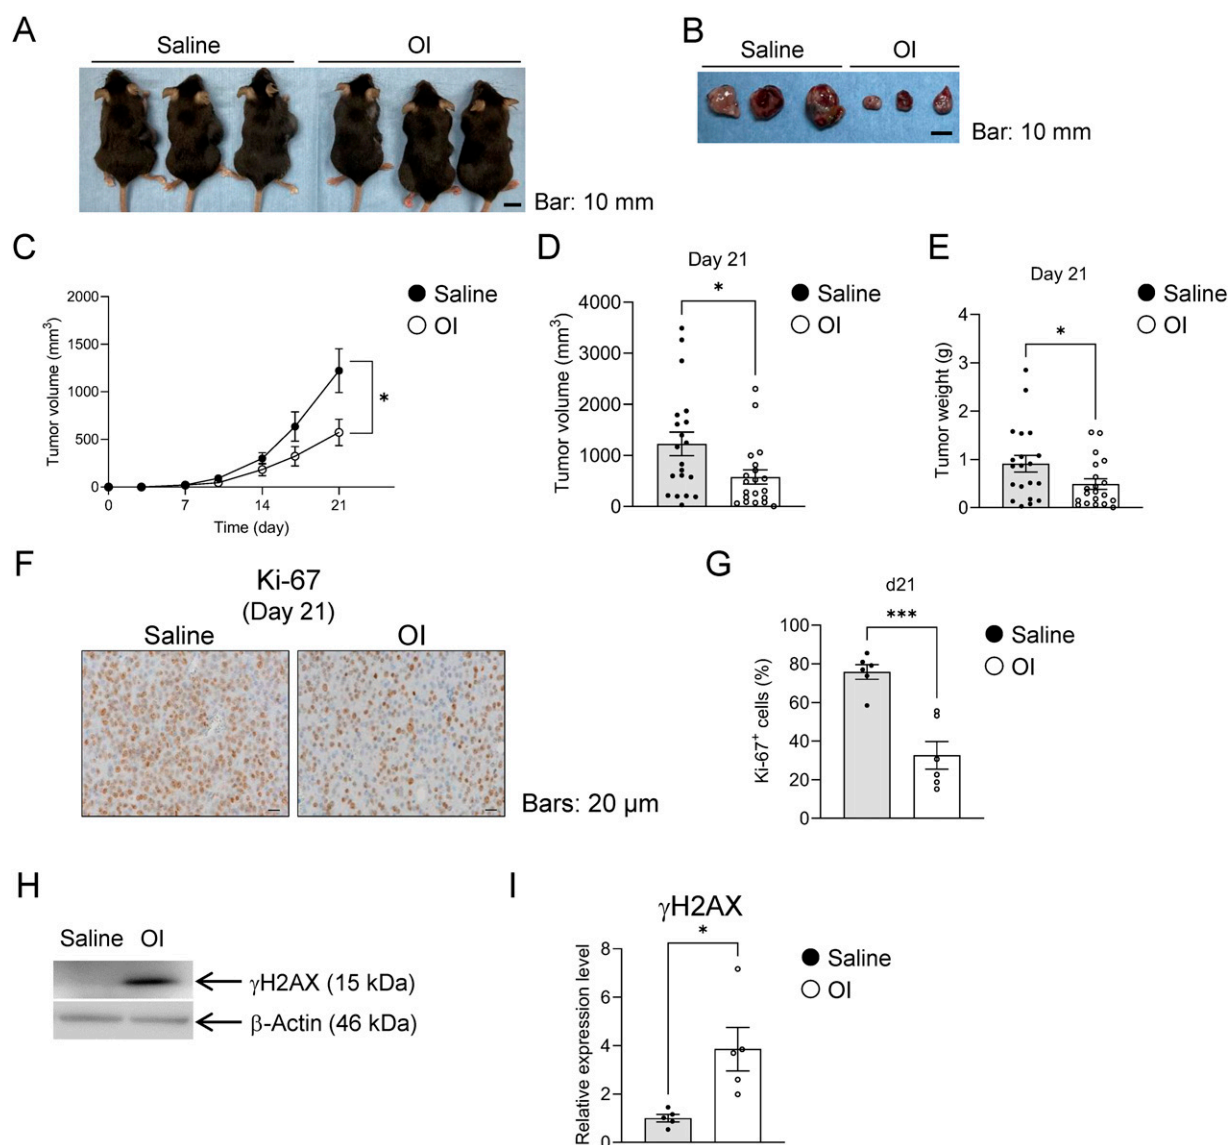 A
Saline
OI
Bar: 10 mm
B
Saline
OI
Bar: 10 mm
C
Saline
OI
Tumor volume (mm³)
2000
1500
1000
500
0
*
0
7
14
21
Time (day)
D
Day 21
*
Saline
OI
Tumor volume (mm³)
4000
3000
2000
1000
0
E
Day 21
*
Saline
OI
Tumor weight (g)
4
3
2
1
0
F
Ki-67
(Day 21)
Saline
OI
Bars: 20 μm
G
d21
***
Saline
OI
Ki-67⁺ cells (%)
100
80
60
40
20
0
H
Saline OI
γH2AX (15 kDa)
β-Actin (46 kDa)
I
γH2AX
*
Saline
OI
Relative expression level
8
6
4
2
0